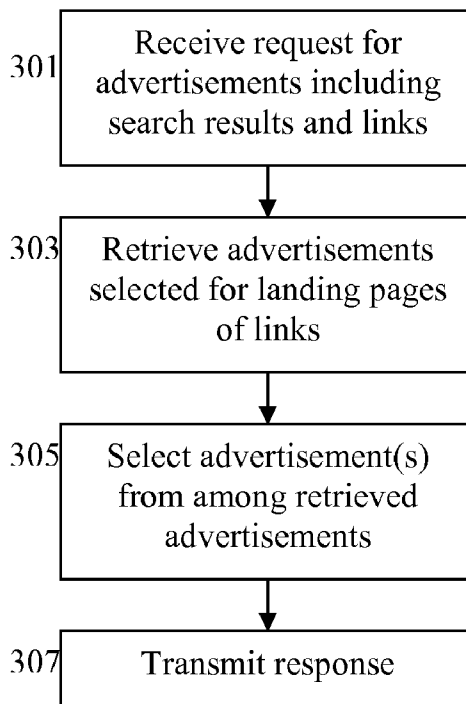 301
Receive request for
advertisements including
search results and links
303
Retrieve advertisements
selected for landing pages
of links
305
Select advertisement(s)
from among retrieved
advertisements
307
Transmit response